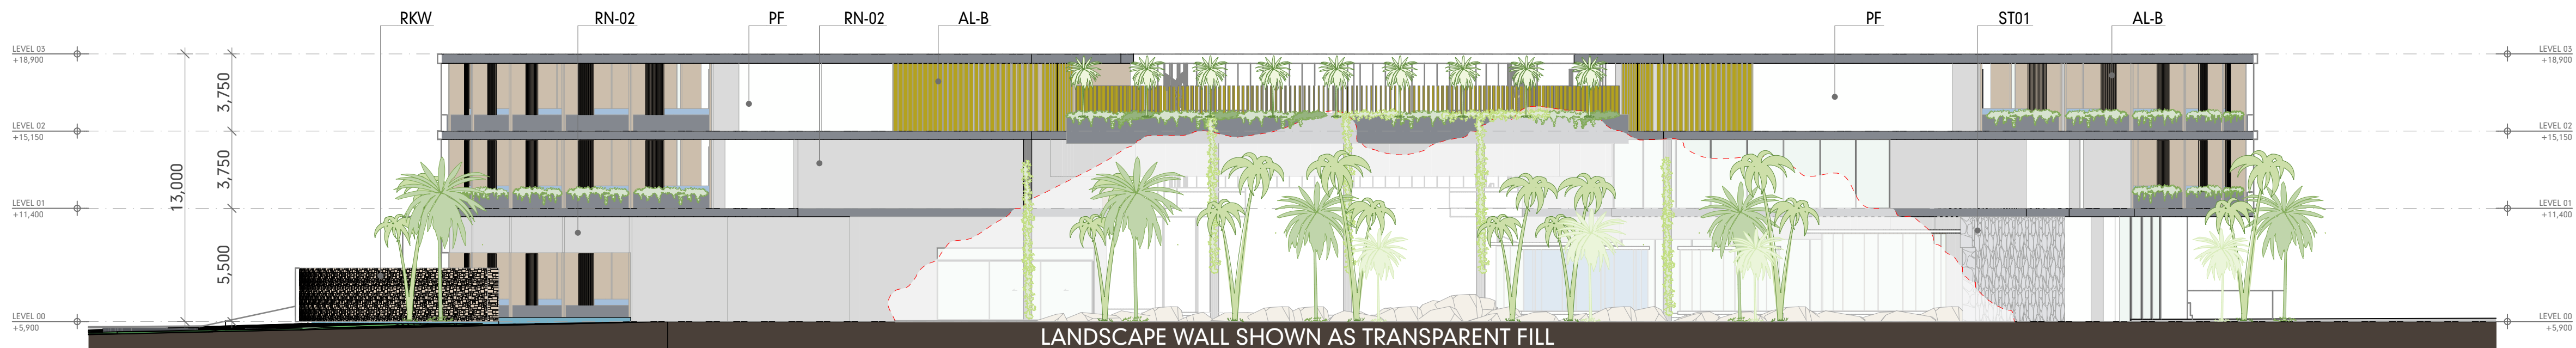 RKW RN-02 PF RN-02 AL-B PF ST01 AL-B
LEVEL 03 LEVEL 03
+18,900 +18,900
3,750
LEVEL 02 LEVEL 02
+15,150 +15,150
13,000
3,750
LEVEL 01 LEVEL 01
+11,400 +11,400
5,500
LEVEL 00 LEVEL 00
+5,900 +5,900
LANDSCAPE WALL SHOWN AS TRANSPARENT FILL